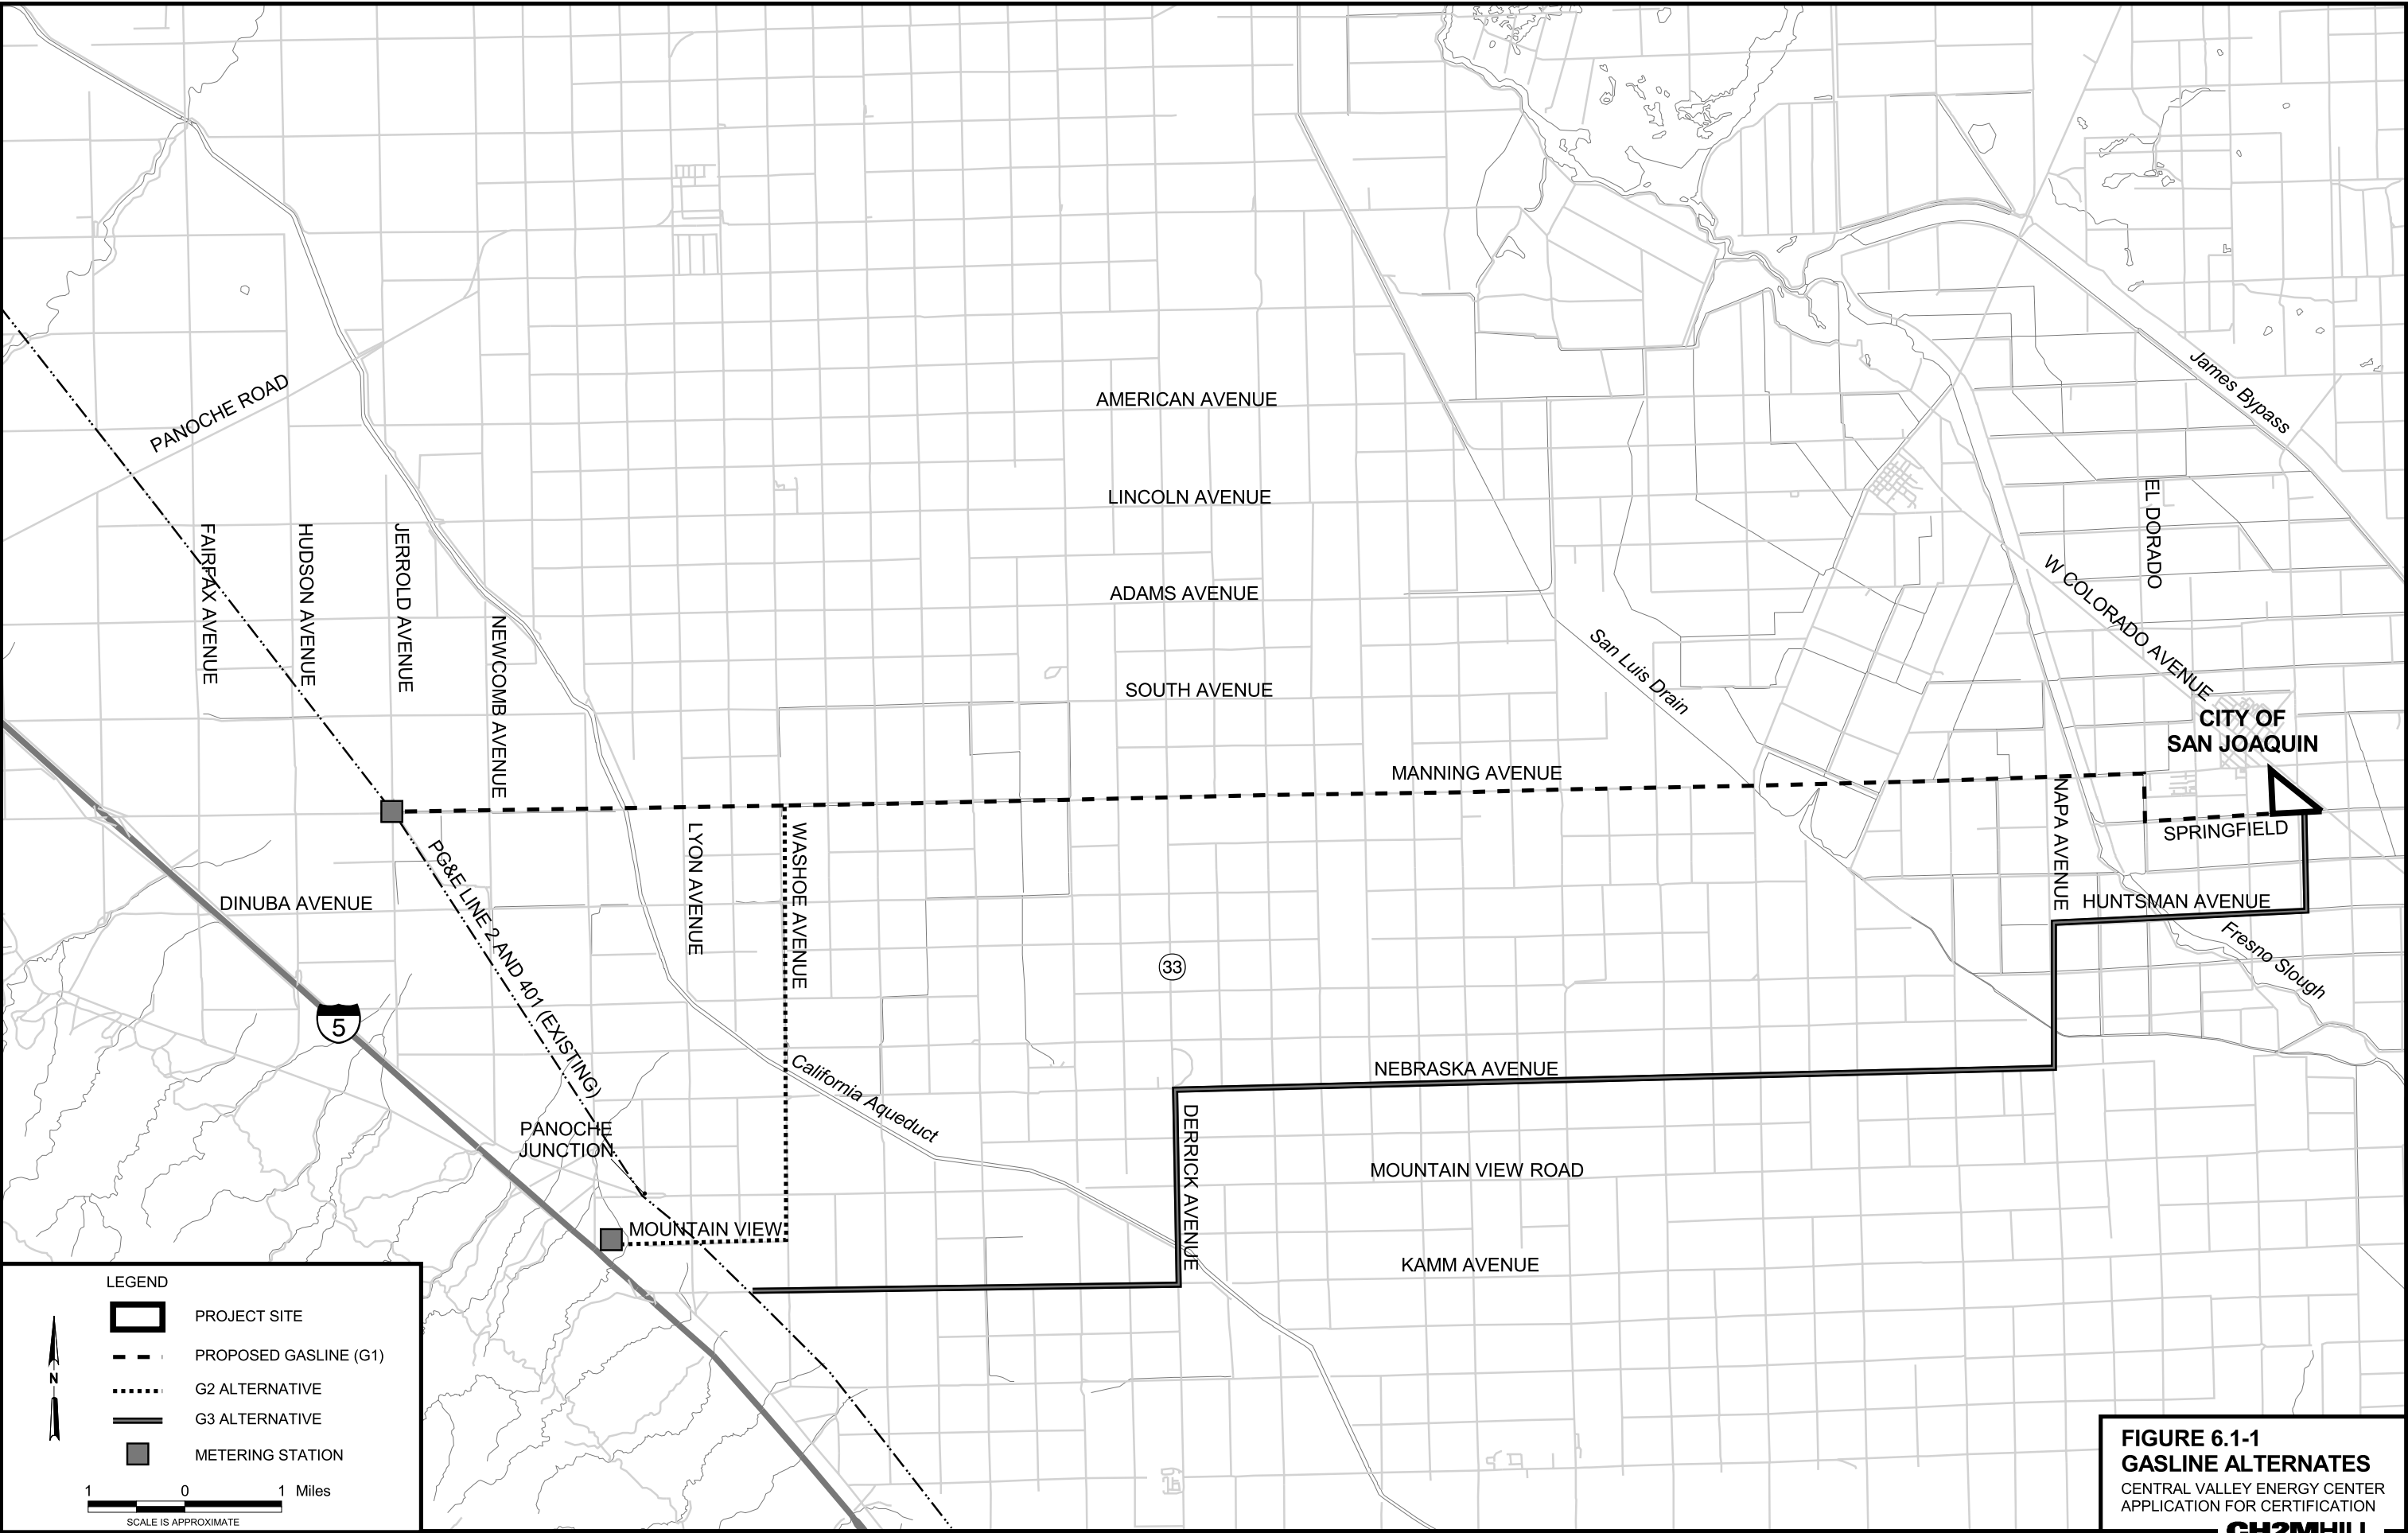 PANOCHE ROAD
AMERICAN AVENUE
James Bypass
LINCOLN AVENUE
EL DORADO
FAIRFAX AVENUE
HUDSON AVENUE
JERROLD AVENUE
NEWCOMB AVENUE
ADAMS AVENUE
W COLORADO AVENUE
San Luis Drain
SOUTH AVENUE
CITY OF
SAN JOAQUIN
MANNING AVENUE
NAPA AVENUE
SPRINGFIELD
LYON AVENUE
WASHOE AVENUE
PG&E LINE 2 AND 401 (EXISTING)
DINUBA AVENUE
HUNTSMAN AVENUE
Fresno Slough
33
5
NEBRASKA AVENUE
California Aqueduct
PANOCHE
JUNCTION
DERRICK AVENUE
MOUNTAIN VIEW ROAD
MOUNTAIN VIEW
KAMM AVENUE
LEGEND
PROJECT SITE
PROPOSED GASLINE (G1)
G2 ALTERNATIVE
G3 ALTERNATIVE
METERING STATION
N
1 0 1 Miles
SCALE IS APPROXIMATE
FIGURE 6.1-1
GASLINE ALTERNATES
CENTRAL VALLEY ENERGY CENTER
APPLICATION FOR CERTIFICATION
CH2MHILL